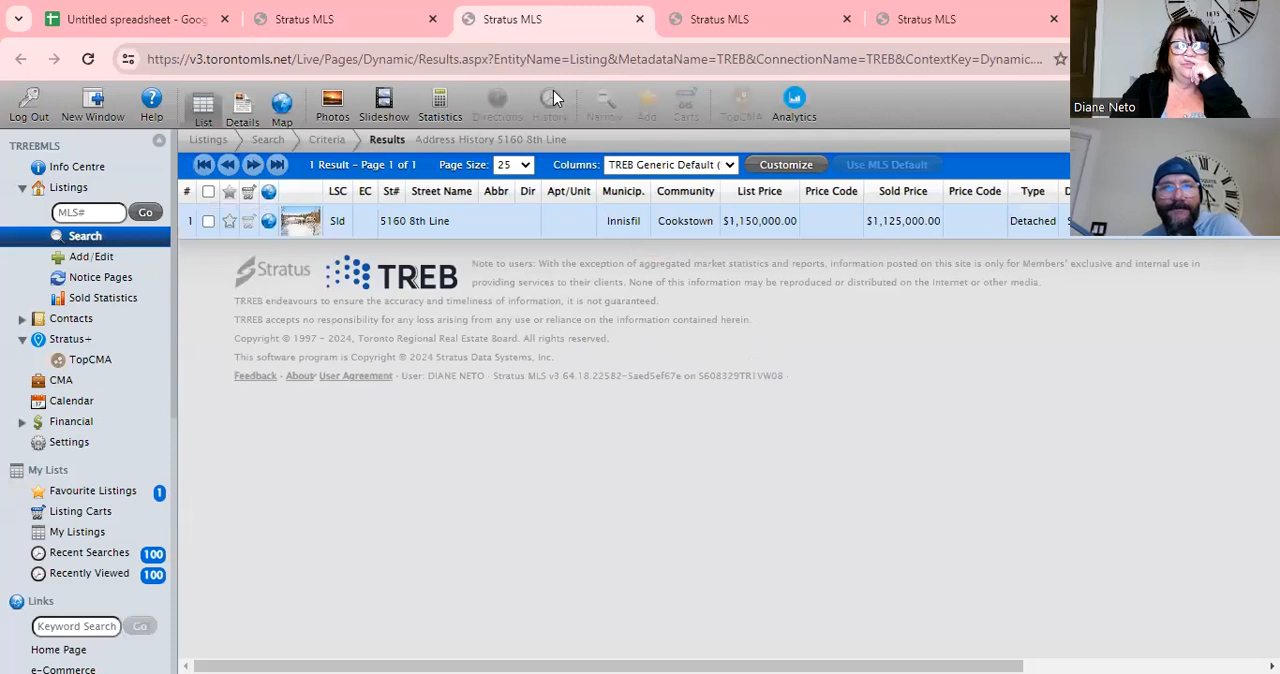 Untitled spreadsheet - Goo
Stratus MLS
Stratus MLS
Stratus MLS
Stratus MLS
https://v3.torontomls.net/Live/Pages/Dynamic/Results.aspx?EntityName=Listing&MetadataName=TREB&ConnectionName=TREB&ContextKey=Dynamic....
Diane Neto
Log Out New Window Help List Details Map Photos Slideshow Statistics Directions History Narrow Add Carts TopCMA Analytics
TRREBMLS
Listings Search Criteria Results Address History 5160 8th Line
1 Result - Page 1 of 1 Page Size: 25 Columns: TREB Generic Default ( Customize Use MLS Default
# LSC EC St# Street Name Abbr Dir Apt/Unit Municip. Community List Price Price Code Sold Price Price Code Type D
1 Sld 5160 8th Line Innisfil Cookstown $1,150,000.00 $1,125,000.00 Detached
Info Centre
Listings
MLS# Go
Search
Add/Edit
Notice Pages
Sold Statistics
Contacts
Stratus+
TopCMA
CMA
Calendar
Financial
Settings
My Lists
Favourite Listings 1
Listing Carts
My Listings
Recent Searches 100
Recently Viewed 100
Links
Keyword Search Go
Home Page
e-Commerce
Stratus TREB Note to users: With the exception of aggregated market statistics and reports, information posted on this site is only for Members' exclusive and internal use in
providing services to their clients. None of this information may be reproduced or distributed on the Internet or other media.
TRREB endeavours to ensure the accuracy and timeliness of information, it is not guaranteed.
TRREB accepts no responsibility for any loss arising from any use or reliance on the information contained herein.
Copyright © 1997 - 2024, Toronto Regional Real Estate Board. All rights reserved.
This software program is Copyright © 2024 Stratus Data Systems, Inc.
Feedback - About User Agreement - User: DIANE NETO - Stratus MLS v3.64.18.22582-5aed5ef67e on S608329TR1VW08 -